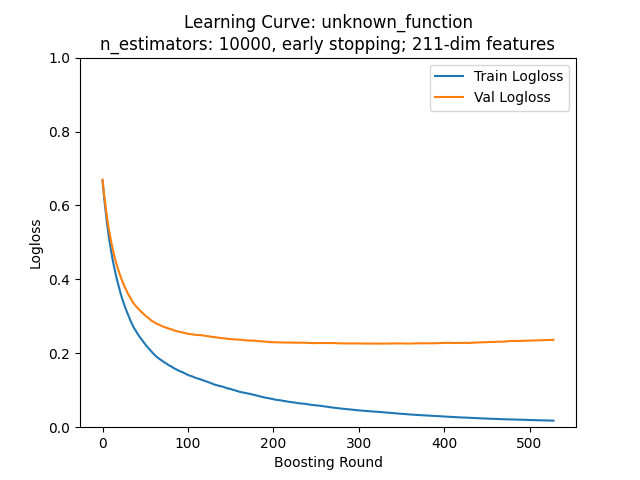 Learning Curve: unknown_function
n_estimators: 10000, early stopping; 211-dim features
Train Logloss
Val Logloss
1.0
0.8
0.6
0.4
0.2
0.0
Logloss
0 100 200 300 400 500
Boosting Round